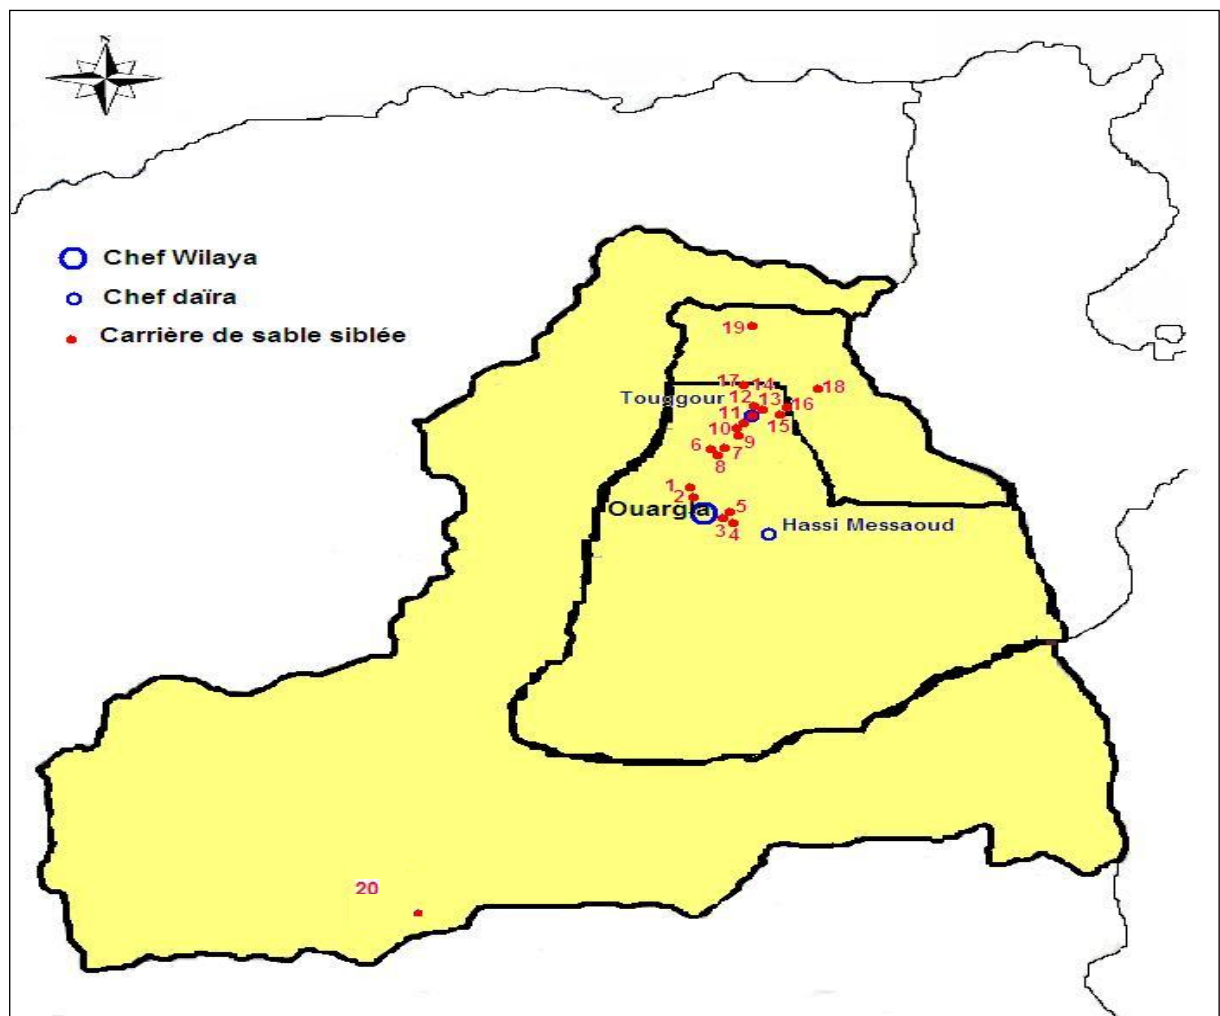 N
Chef Wilaya
Chef daïra
Carrière de sable siblée
19
17 14
18
Touggour
12 13 16
11
15
10
9
6 7
8
1
2
Ouargla
5
3 4
Hassi Messaoud
20